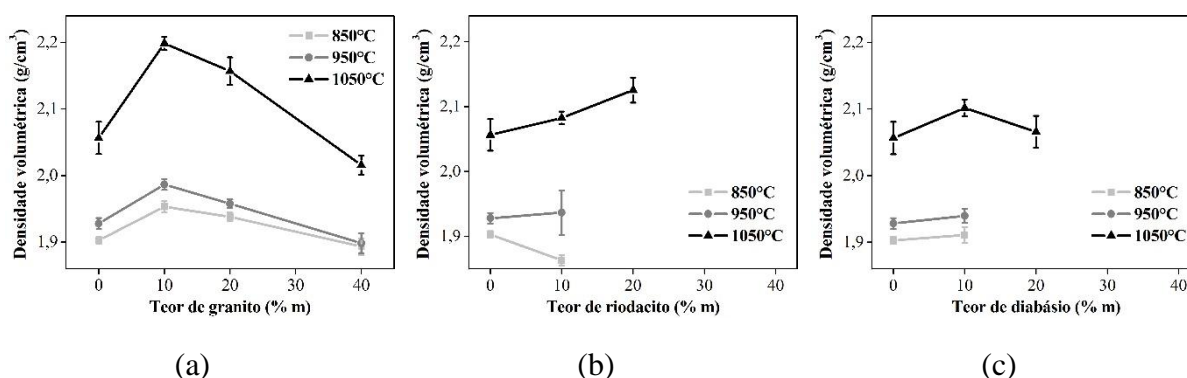 2,2
2,1
2,0
1,9
Densidade volumétrica (g/cm³)
850°C
950°C
1050°C
0 10 20 30 40
Teor de granito (% m)
(a)
2,2
2,1
2,0
1,9
Densidade volumétrica (g/cm³)
850°C
950°C
1050°C
0 10 20 30 40
Teor de riodacito (% m)
(b)
2,2
2,1
2,0
1,9
Densidade volumétrica (g/cm³)
850°C
950°C
1050°C
0 10 20 30 40
Teor de diabásio (% m)
(c)